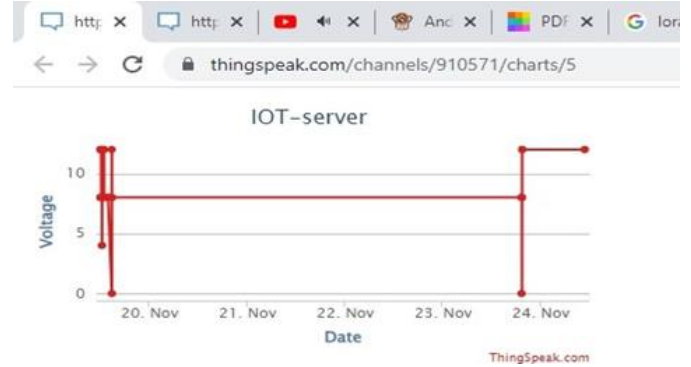 http
http
And
PDF
lora
thingspeak.com/channels/910571/charts/5
IOT-server
10
5
0
Voltage
20. Nov 21. Nov 22. Nov 23. Nov 24. Nov
Date
ThingSpeak.com